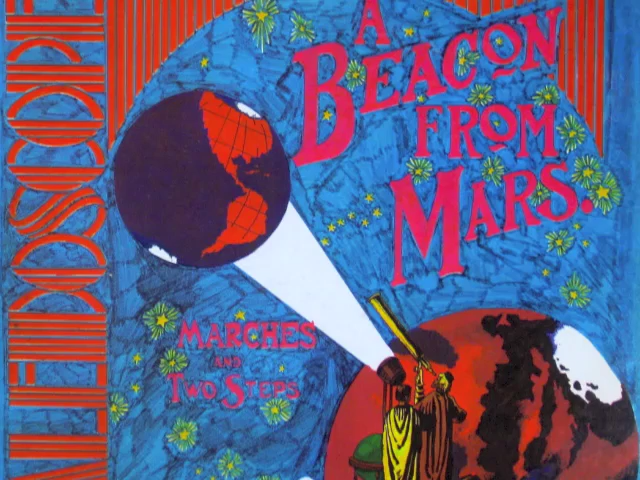 A
BEACON
FROM
MARS.
MARCHES
AND
TWO STEPS